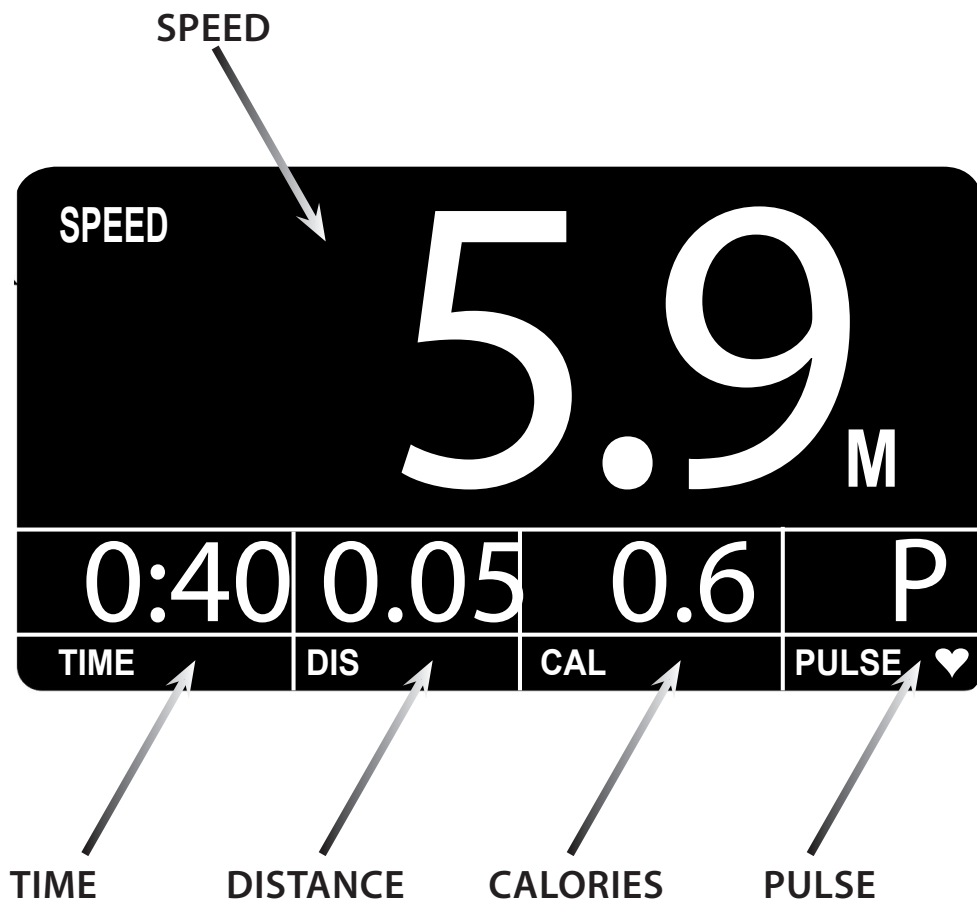 SPEED
SPEED
5.9
M
0:40 0.05 0.6 P
TIME DIS CAL PULSE
TIME DISTANCE CALORIES PULSE